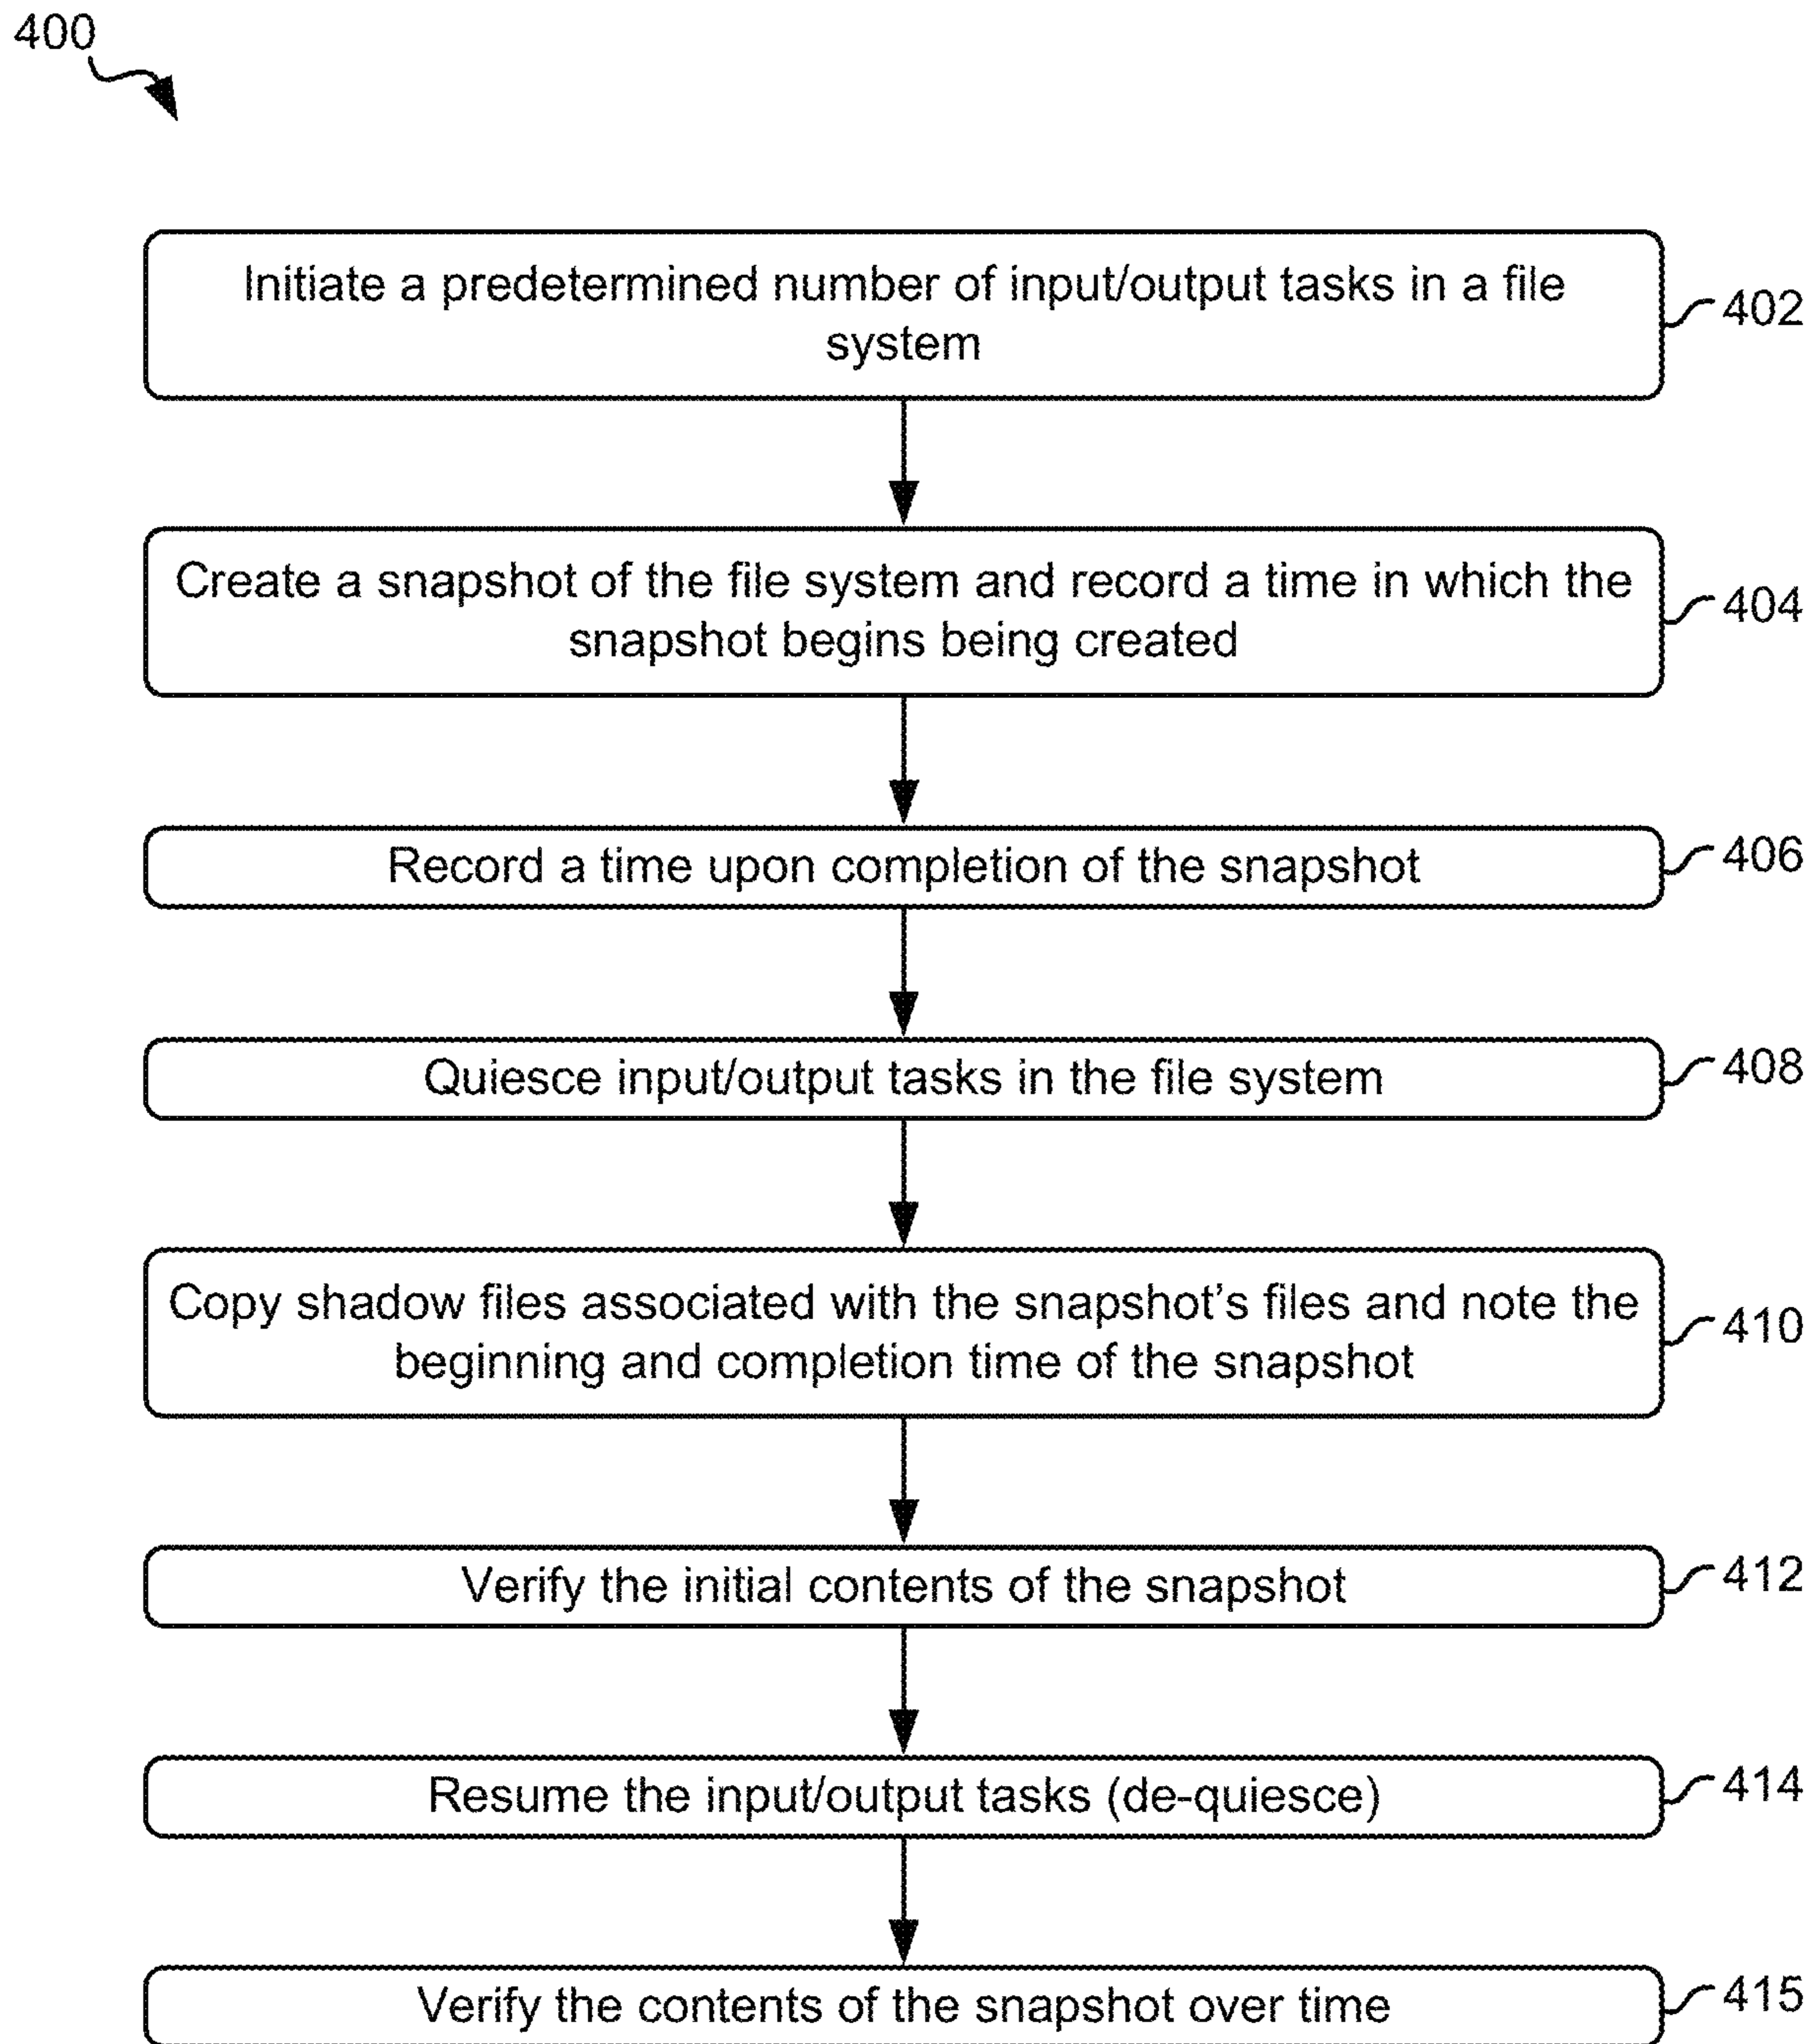 400
Initiate a predetermined number of input/output tasks in a file
system
402
Create a snapshot of the file system and record a time in which the
snapshot begins being created
404
Record a time upon completion of the snapshot
406
Quiesce input/output tasks in the file system
408
Copy shadow files associated with the snapshot's files and note the
beginning and completion time of the snapshot
410
Verify the initial contents of the snapshot
412
Resume the input/output tasks (de-quiesce)
414
Verify the contents of the snapshot over time
415